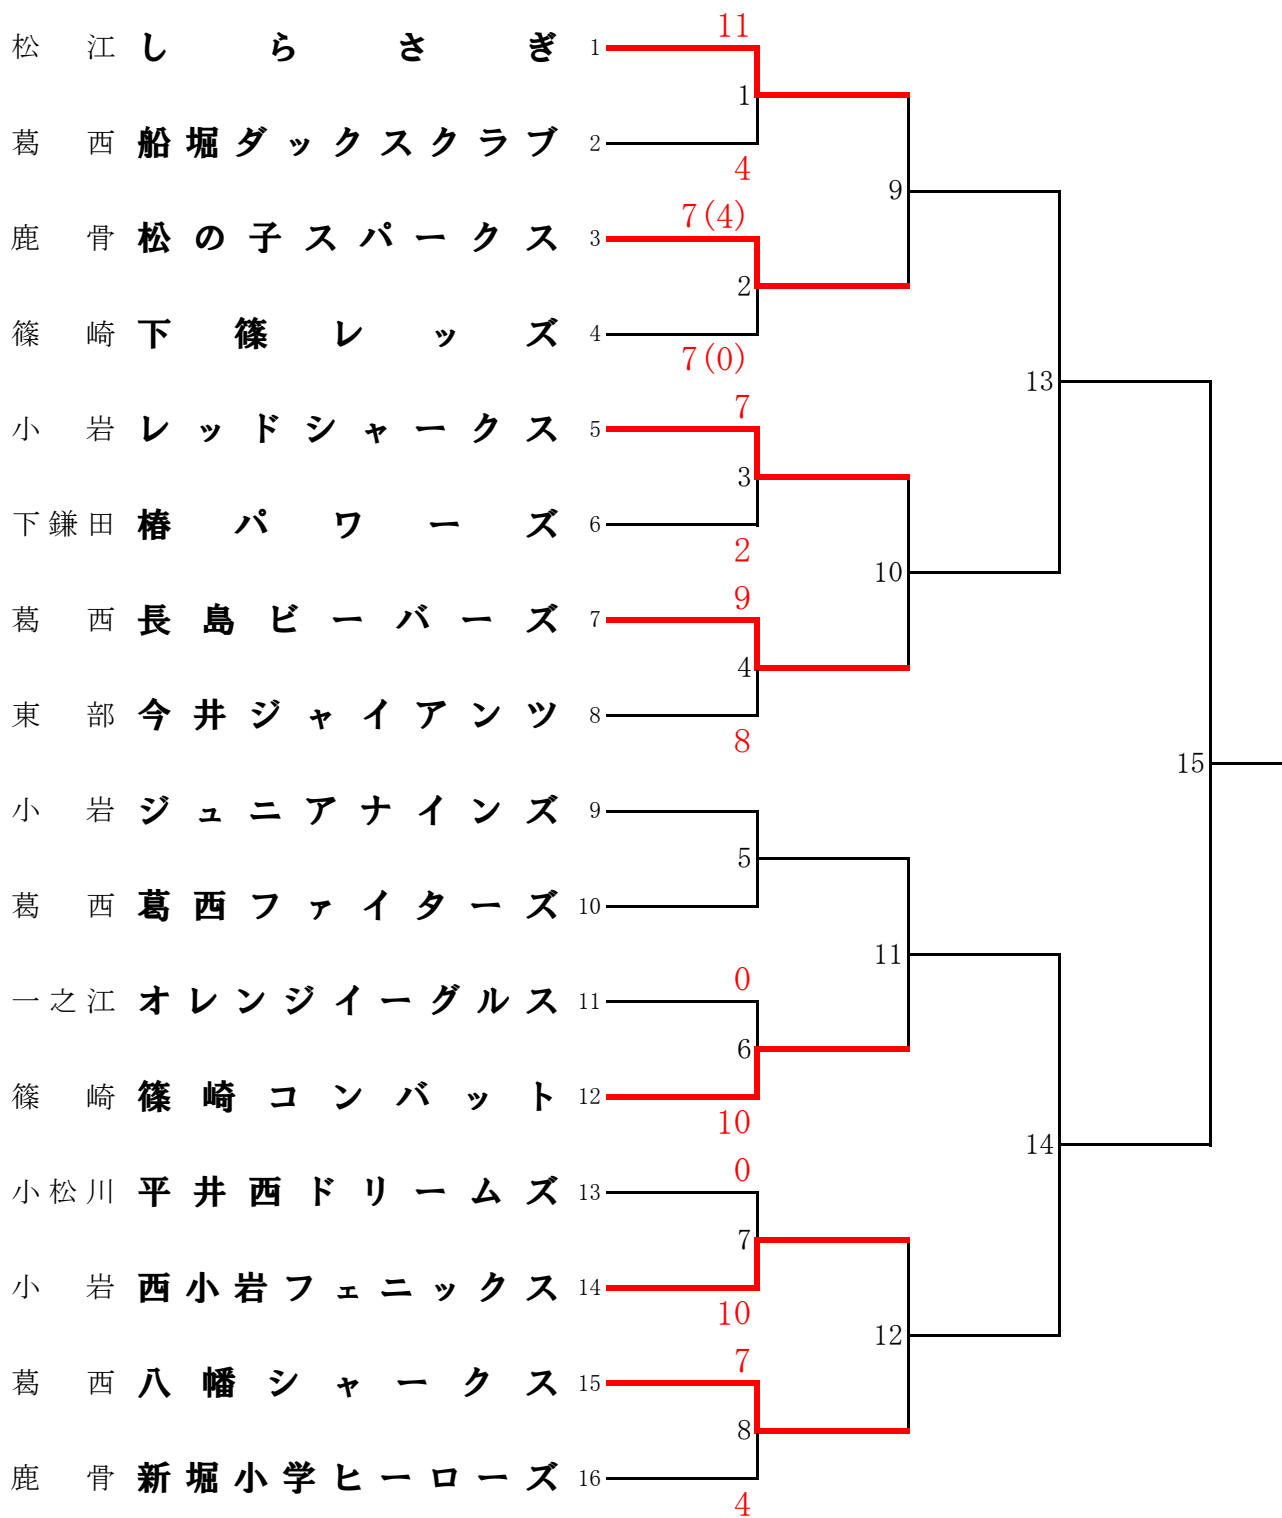 11
松江 しらさぎ 1
1
葛西 船堀ダックスクラブ 2
4
9
7(4)
鹿骨 松の子スパークス 3
2
篠崎 下篠レッズ 4
7(0)
13
7
小岩 レッドシャークス 5
3
下鎌田 椿パワーズ 6
2
10
9
葛西 長島ビーバーズ 7
4
東部 今井ジャイアンツ 8
8
15
小岩 ジュニアナインズ 9
5
葛西 葛西ファイターズ 10
11
0
一之江 オレンジイーグルス 11
6
篠崎 篠崎コンバット 12
10
14
0
小松川 平井西ドリームズ 13
7
小岩 西小岩フェニックス 14
10
12
7
葛西 八幡シャークス 15
8
鹿骨 新堀小学ヒーローズ 16
4